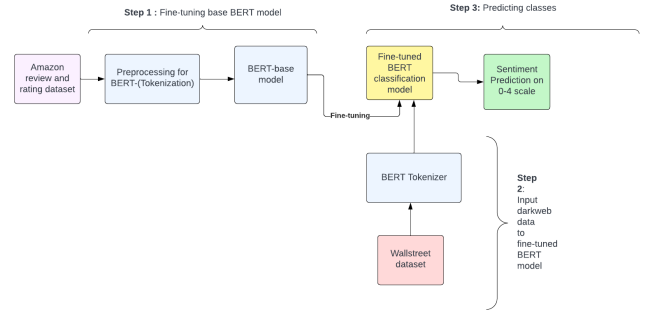 Step 1 : Fine-tuning base BERT model
Step 3: Predicting classes
Amazon
review and
rating dataset
Preprocessing for
BERT-(Tokenization)
BERT-base
model
Fine-tuning
Fine-tuned
BERT
classification
model
Sentiment
Prediction on
0-4 scale
BERT Tokenizer
Wallstreet
dataset
Step
2:
Input
darkweb
data
to
fine-tuned
BERT
model